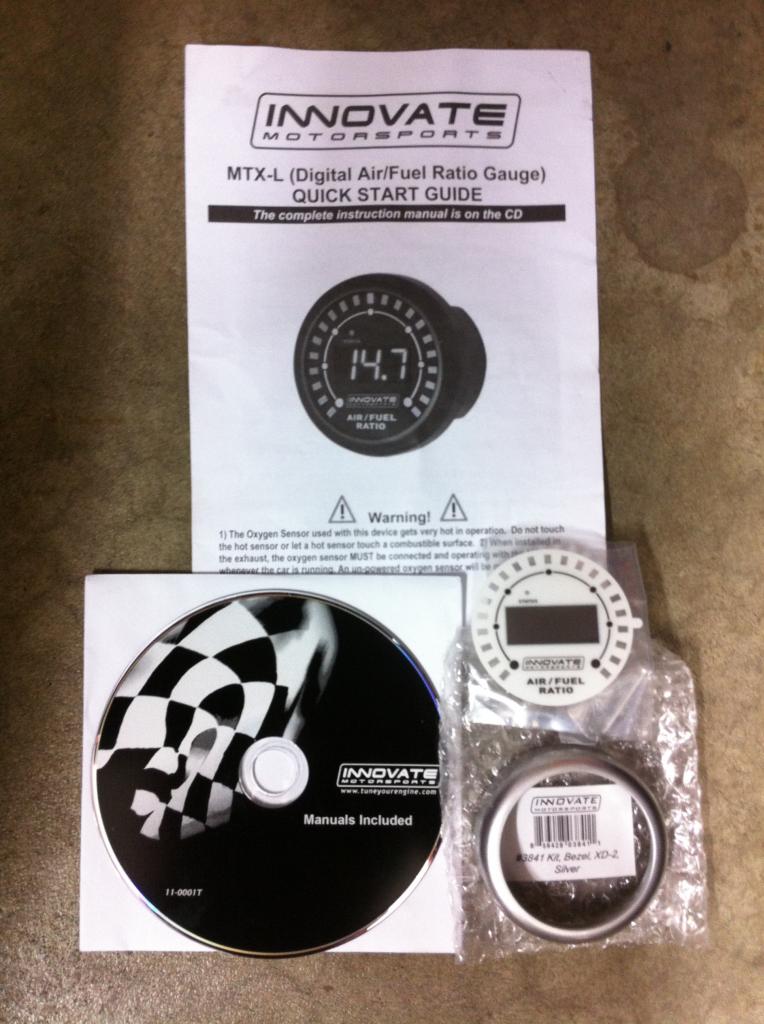 INNOVATE
MOTORSPORTS
MTX-L (Digital Air/Fuel Ratio Gauge)
QUICK START GUIDE
The complete instruction manual is on the CD
14.7
INNOVATE
AIR/FUEL
RATIO
Warning!
1) The Oxygen Sensor used with this device gets very hot in operation. Do not touch
the hot sensor or let a hot sensor touch a combustible surface. 2) When installed in
the exhaust, the oxygen sensor MUST be connected and operating with the
whenever the car is running. An un-powered oxygen sensor will be
STATUS
INNOVATE
MOTORSPORTS
AIR/FUEL
RATIO
INNOVATE
MOTORSPORTS
www.tuneyourengine.com
Manuals Included
11-0001T
INNOVATE
MOTORSPORTS
#3841 Kit, Bezel, XD-2,
Silver